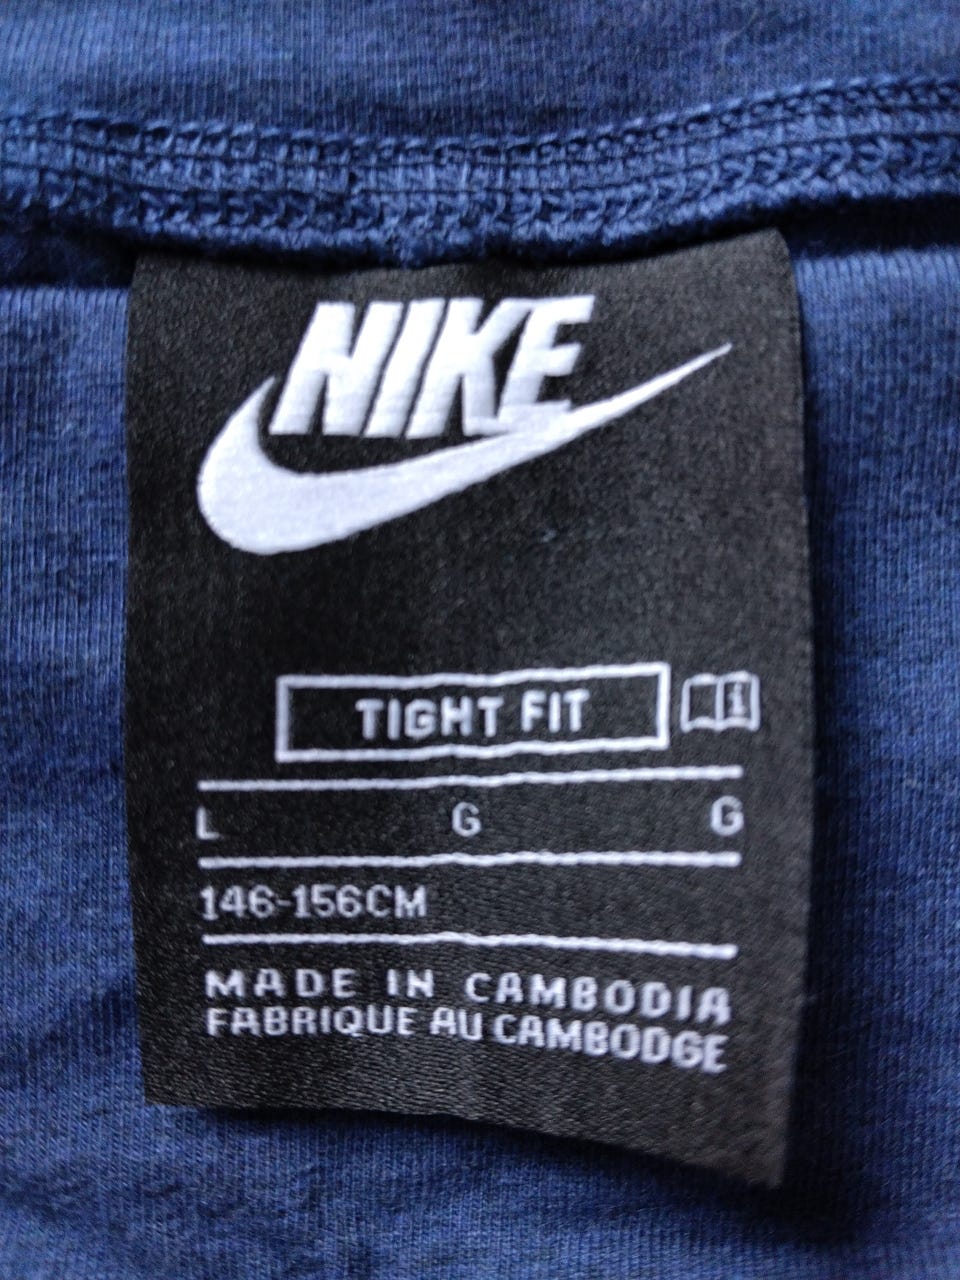 NIKE
TIGHT FIT i
L G G
146-156CM
MADE IN CAMBODIA
FABRIQUE AU CAMBODGE